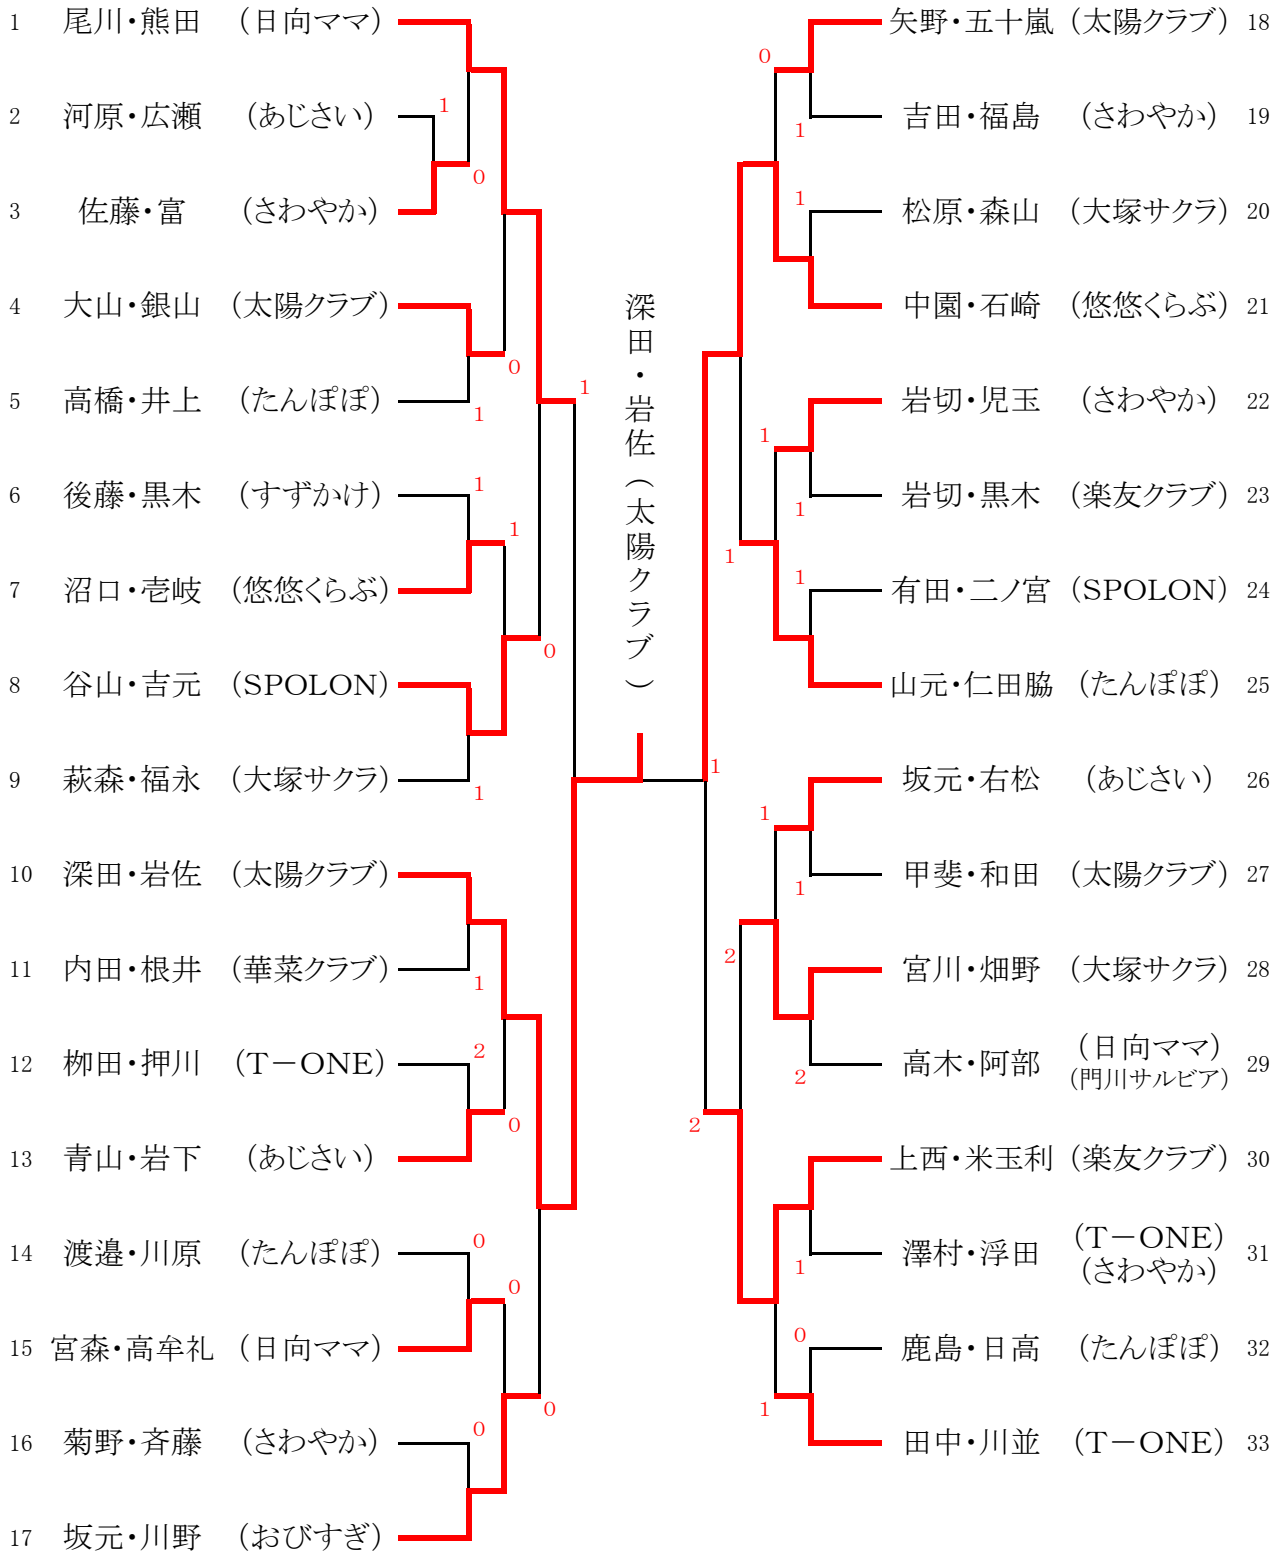 1 尾川・熊田 (日向ママ)
2 河原・広瀬 (あじさい)
3 佐藤・富 (さわやか)
4 大山・銀山 (太陽クラブ)
5 高橋・井上 (たんぽぽ)
6 後藤・黒木 (すずかけ)
7 沼口・壱岐 (悠悠くらぶ)
8 谷山・吉元 (SPOLON)
9 萩森・福永 (大塚サクラ)
10 深田・岩佐 (太陽クラブ)
11 内田・根井 (華菜クラブ)
12 栁田・押川 (T－ONE)
13 青山・岩下 (あじさい)
14 渡邉・川原 (たんぽぽ)
15 宮森・高牟礼 (日向ママ)
16 菊野・斉藤 (さわやか)
17 坂元・川野 (おびすぎ)
1
0
0
1
1
1
0
1
1
2
0
0
0
0
0
1
深田・岩佐(太陽クラブ)
0
1
1
1
1
1
1
1
1
1
2
2
2
1
0
1
矢野・五十嵐 (太陽クラブ) 18
吉田・福島 (さわやか) 19
松原・森山 (大塚サクラ) 20
中園・石崎 (悠悠くらぶ) 21
岩切・児玉 (さわやか) 22
岩切・黒木 (楽友クラブ) 23
有田・二ノ宮 (SPOLON) 24
山元・仁田脇 (たんぽぽ) 25
坂元・右松 (あじさい) 26
甲斐・和田 (太陽クラブ) 27
宮川・畑野 (大塚サクラ) 28
高木・阿部 (日向ママ) 29
(門川サルビア)
上西・米玉利 (楽友クラブ) 30
澤村・浮田 (T－ONE) 31
(さわやか)
鹿島・日高 (たんぽぽ) 32
田中・川並 (T－ONE) 33